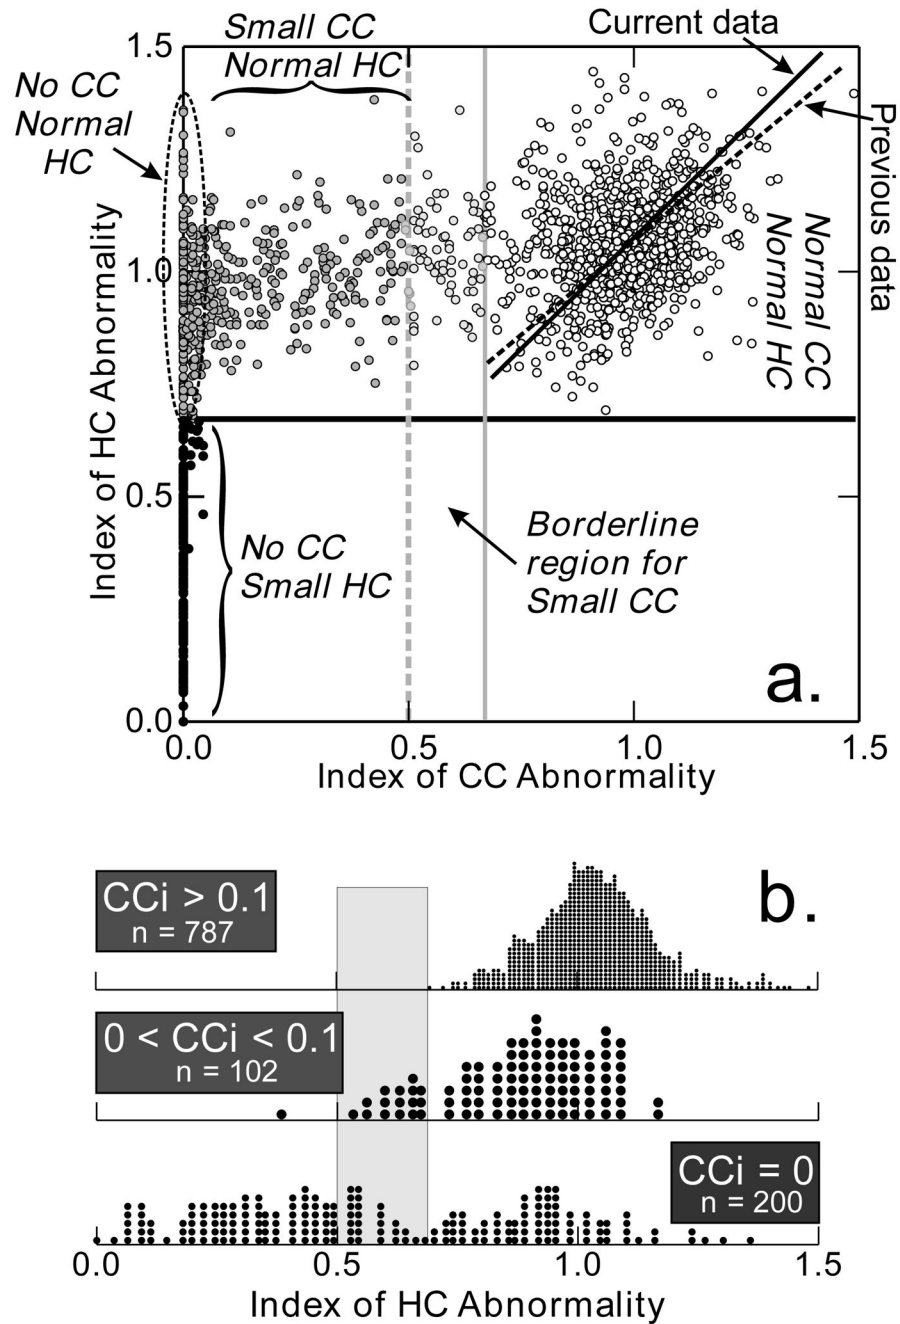 Small CC
Normal HC
Current data
No CC
Normal
HC
Previous data
Normal CC
Normal HC
1.5
1.0
0.5
0.0
Index of HC Abnormality
No CC
Small HC
Borderline
region for
Small CC
a.
0.0
0.5
1.0
1.5
Index of CC Abnormality
b.
CCi > 0.1
n = 787
0 < CCi < 0.1
n = 102
CCi = 0
n = 200
0.0
0.5
1.0
1.5
Index of HC Abnormality